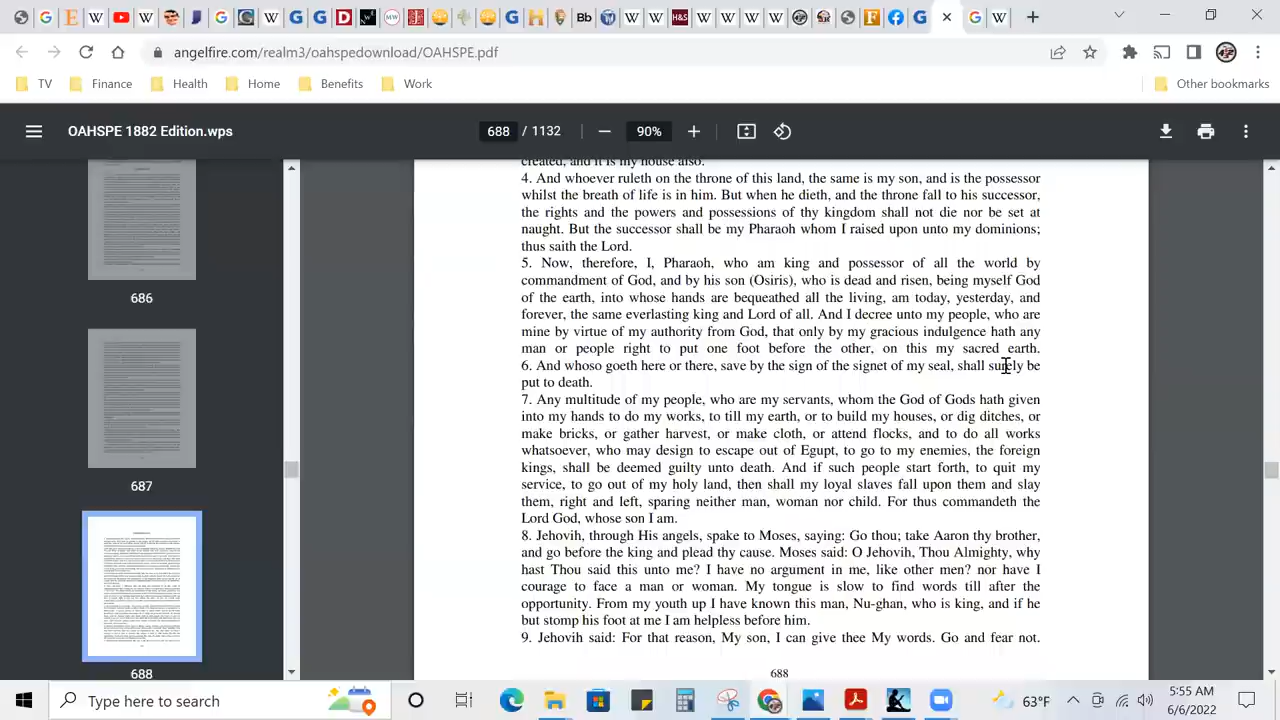 angelfire.com/realm3/oahspedownload/OAHSPE.pdf
TV Finance Health Home Benefits Work Other bookmarks
OAHSPE 1882 Edition.wps 688 / 1132 90%
created, and it is my house also.
4. And whoever ruleth on the throne of this land, the same is my son, and is the possessor
whilst the breath of life is in him. But when he dieth, and the throne fall to his successor,
the rights and the powers and possessions of thy kingdom shall not die nor be set at
naught. But the successor shall be my Pharaoh whom I raised upon unto my dominions;
thus saith the Lord.
5. Now, therefore, I, Pharaoh, who am king and possessor of all the world by
commandment of God, and by his son (Osiris), who is dead and risen, being myself God
of the earth, into whose hands are bequeathed all the living, am today, yesterday, and
forever, the same everlasting king and Lord of all. And I decree unto my people, who are
mine by virtue of my authority from God, that only by my gracious indulgence hath any
man or people right to put one foot before the other, on this my sacred earth.
6. And whoso goeth here or there, save by the sign of the signet of my seal, shall surely be
put to death.
7. Any multitude of my people, who are my servants, whom the God of Gods hath given
into my hands to do my works, to till my earth, or to build my houses, or dig ditches, or
make bricks, or gather harvest, or make cloth, or attend flocks, and to do all works
whatsoever, who may design to escape out of Egupt, to go to my enemies, the foreign
kings, shall be deemed guilty unto death. And if such people start forth, to quit my
service, to go out of my holy land, then shall my loyal slaves fall upon them and slay
them, right and left, sparing neither man, woman nor child. For thus commandeth the
Lord God, whose son I am.
8. Jehovih, through His angels, spake to Moses, saying: Go thou; take Aaron thy brother,
and go before the king and plead thy cause. Moses said: O Jehovih, Thou Almighty, why
hast Thou said this unto me? I have no argument in me, like other men? nor have I
courage to face a man or woman. My tongue is slow to find words till after the
opportunity. From my youth up I have known this man, Nu-ghan, who is king, and if he
but stomp his foot at me I am helpless before him.
9. Jehovih said: For that reason, My son, I can give thee My words. Go and fear not.
688
686
687
688
Type here to search
63°F
5:55 AM
6/6/2022